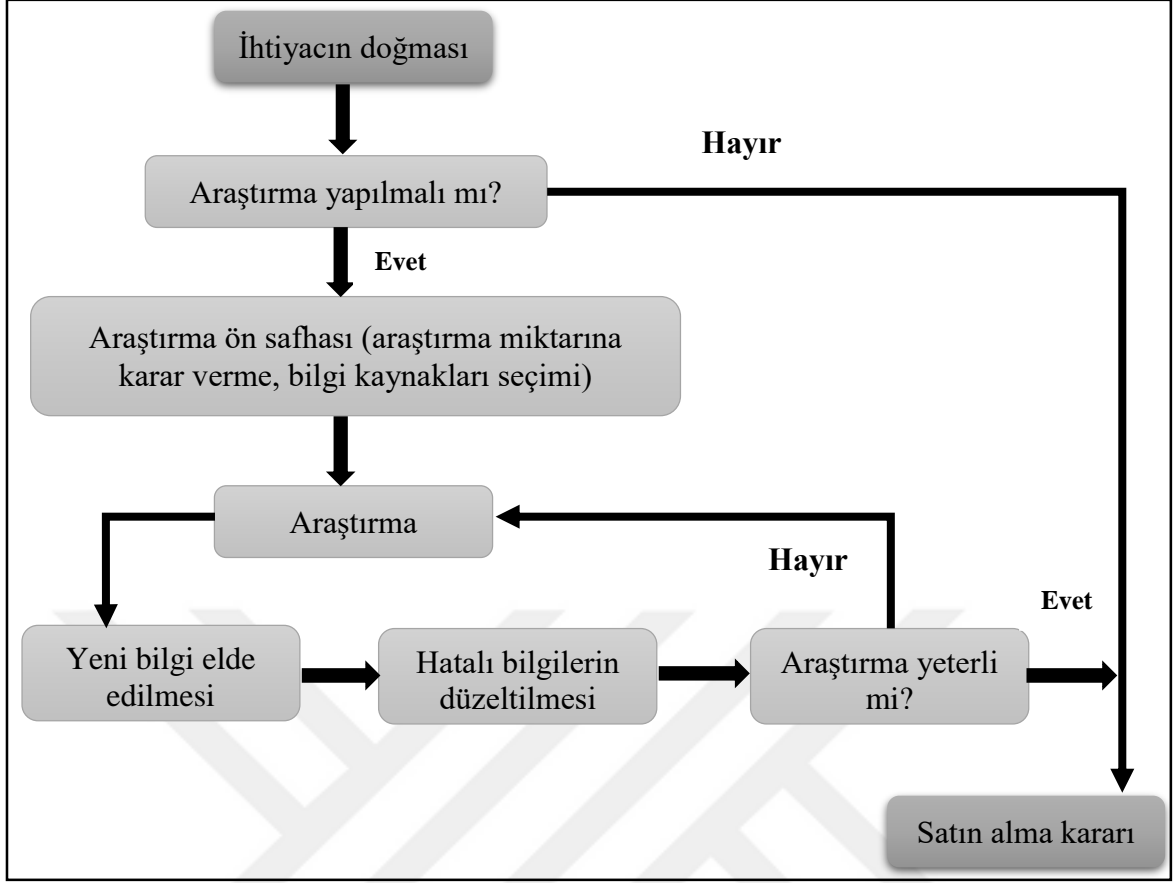 İhtiyacın doğması
Hayır
Araştırma yapılmalı mı?
Evet
Araştırma ön safhası (araştırma miktarına
karar verme, bilgi kaynakları seçimi)
Araştırma
Hayır
Evet
Yeni bilgi elde
edilmesi
Hatalı bilgilerin
düzeltilmesi
Araştırma yeterli
mi?
Satın alma kararı